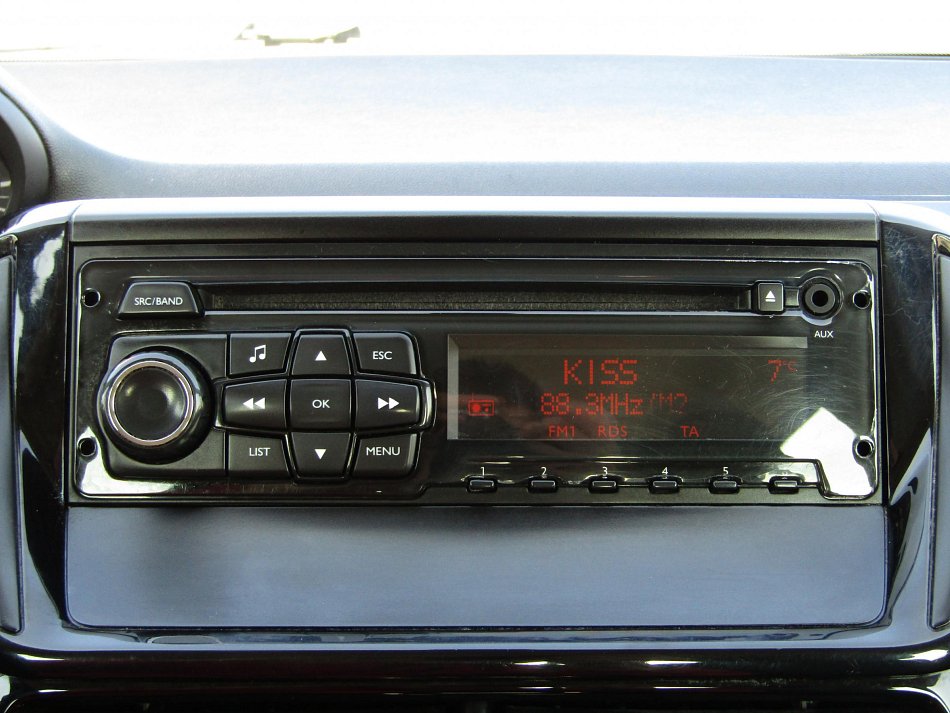 SRC/BAND
AUX
ESC
OK
LIST
MENU
KISS 7°C
88.3MHz
FM1 RDS TA
1 2 3 4 5